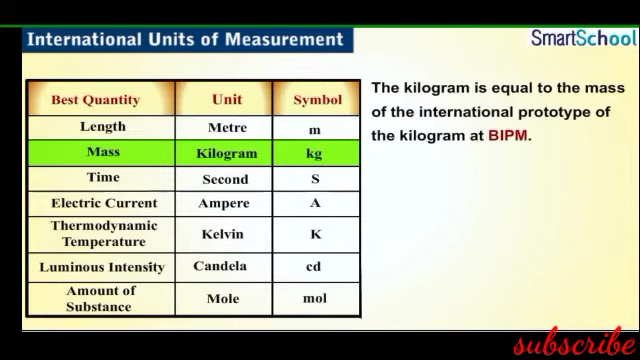 International Units of Measurement
SmartSchool
Best Quantity Unit Symbol
Length Metre m
Mass Kilogram kg
Time Second S
Electric Current Ampere A
Thermodynamic
Temperature Kelvin K
Luminous Intensity Candela cd
Amount of
Substance Mole mol
The kilogram is equal to the mass
of the international prototype of
the kilogram at BIPM.
subscribe